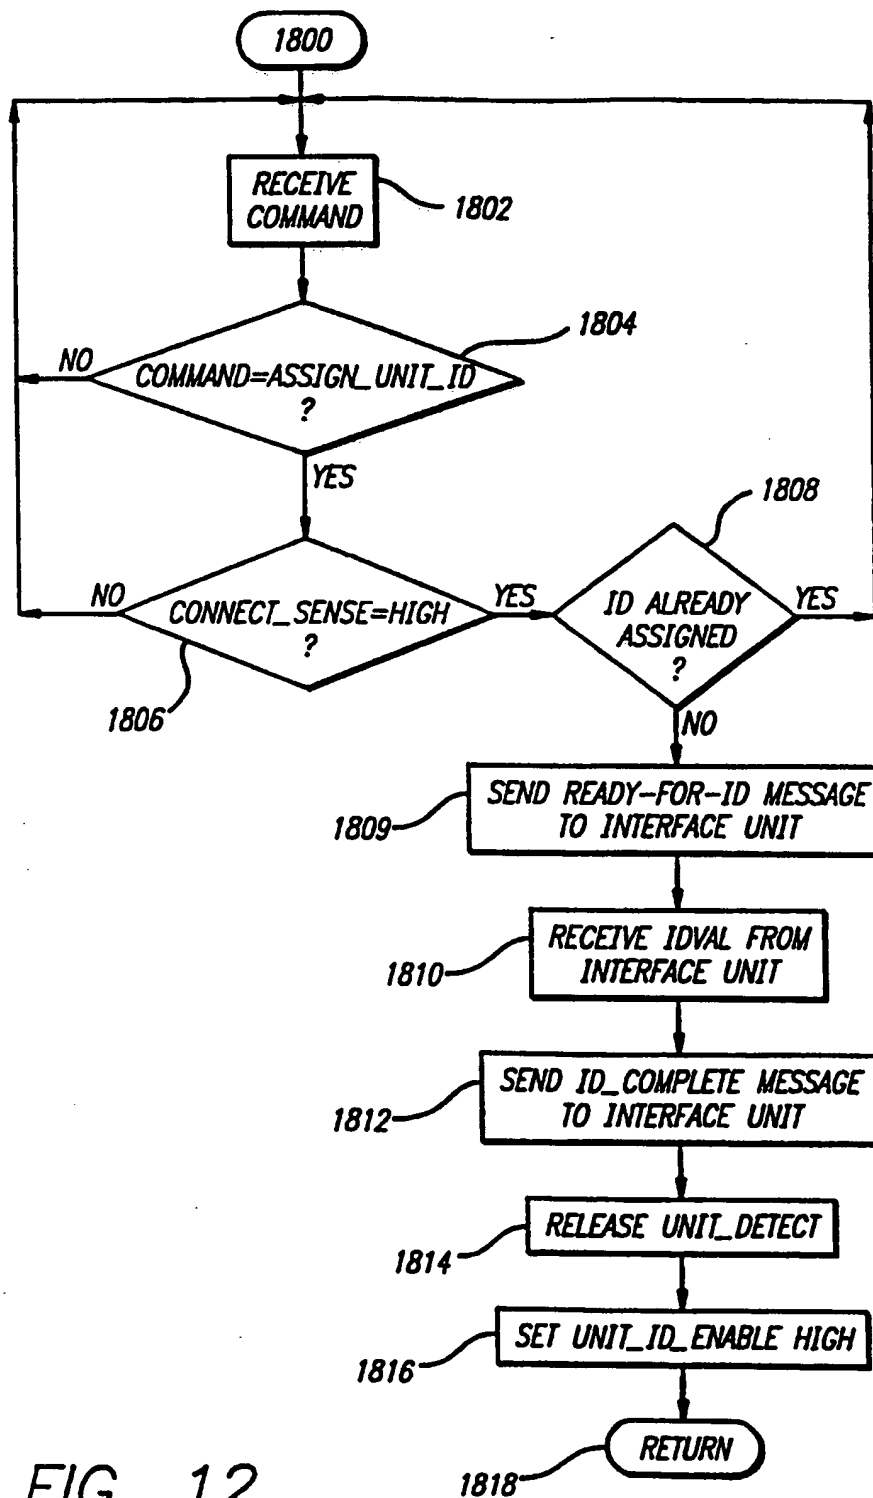 1800
RECEIVE
COMMAND
1802
1804
NO
COMMAND=ASSIGN_UNIT_ID
?
YES
1808
NO
CONNECT_SENSE=HIGH
?
YES
ID ALREADY
ASSIGNED
?
YES
1806
NO
SEND READY-FOR-ID MESSAGE
TO INTERFACE UNIT
1809
RECEIVE IDVAL FROM
INTERFACE UNIT
1810
SEND ID_COMPLETE MESSAGE
TO INTERFACE UNIT
1812
RELEASE UNIT_DETECT
1814
SET UNIT_ID_ENABLE HIGH
1816
RETURN
1818
FIG. 12